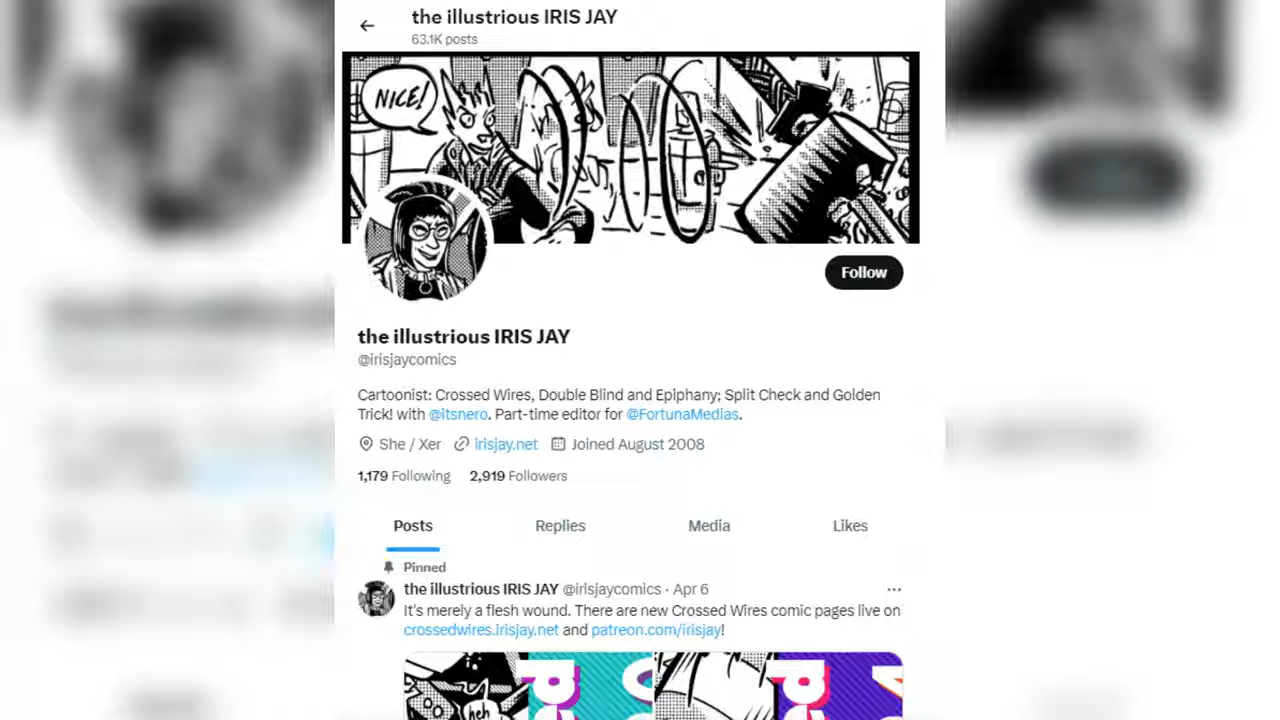 the illustrious IRIS JAY
63.1K posts
NICE!
Follow
the illustrious IRIS JAY
@irisjaycomics
Cartoonist: Crossed Wires, Double Blind and Epiphany; Split Check and Golden
Trick! with @itsnero. Part-time editor for @FortunaMedias.
She / Xer irisjay.net Joined August 2008
1,179 Following 2,919 Followers
Posts Replies Media Likes
Pinned
the illustrious IRIS JAY @irisjaycomics · Apr 6 ...
It's merely a flesh wound. There are new Crossed Wires comic pages live on
crossedwires.irisjay.net and patreon.com/irisjay!
heh